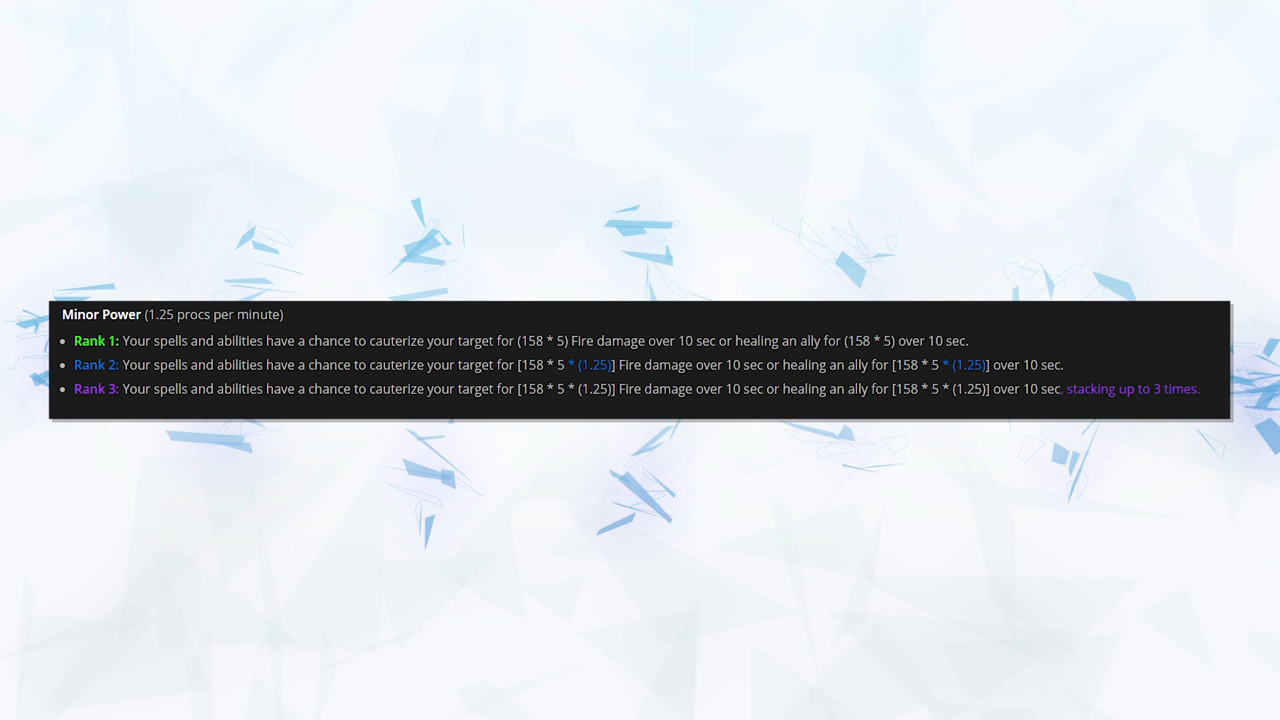 Minor Power (1.25 procs per minute)
• Rank 1: Your spells and abilities have a chance to cauterize your target for (158 * 5) Fire damage over 10 sec or healing an ally for (158 * 5) over 10 sec.
• Rank 2: Your spells and abilities have a chance to cauterize your target for [158 * 5 * (1.25)] Fire damage over 10 sec or healing an ally for [158 * 5 * (1.25)] over 10 sec.
• Rank 3: Your spells and abilities have a chance to cauterize your target for [158 * 5 * (1.25)] Fire damage over 10 sec or healing an ally for [158 * 5 * (1.25)] over 10 sec, stacking up to 3 times.